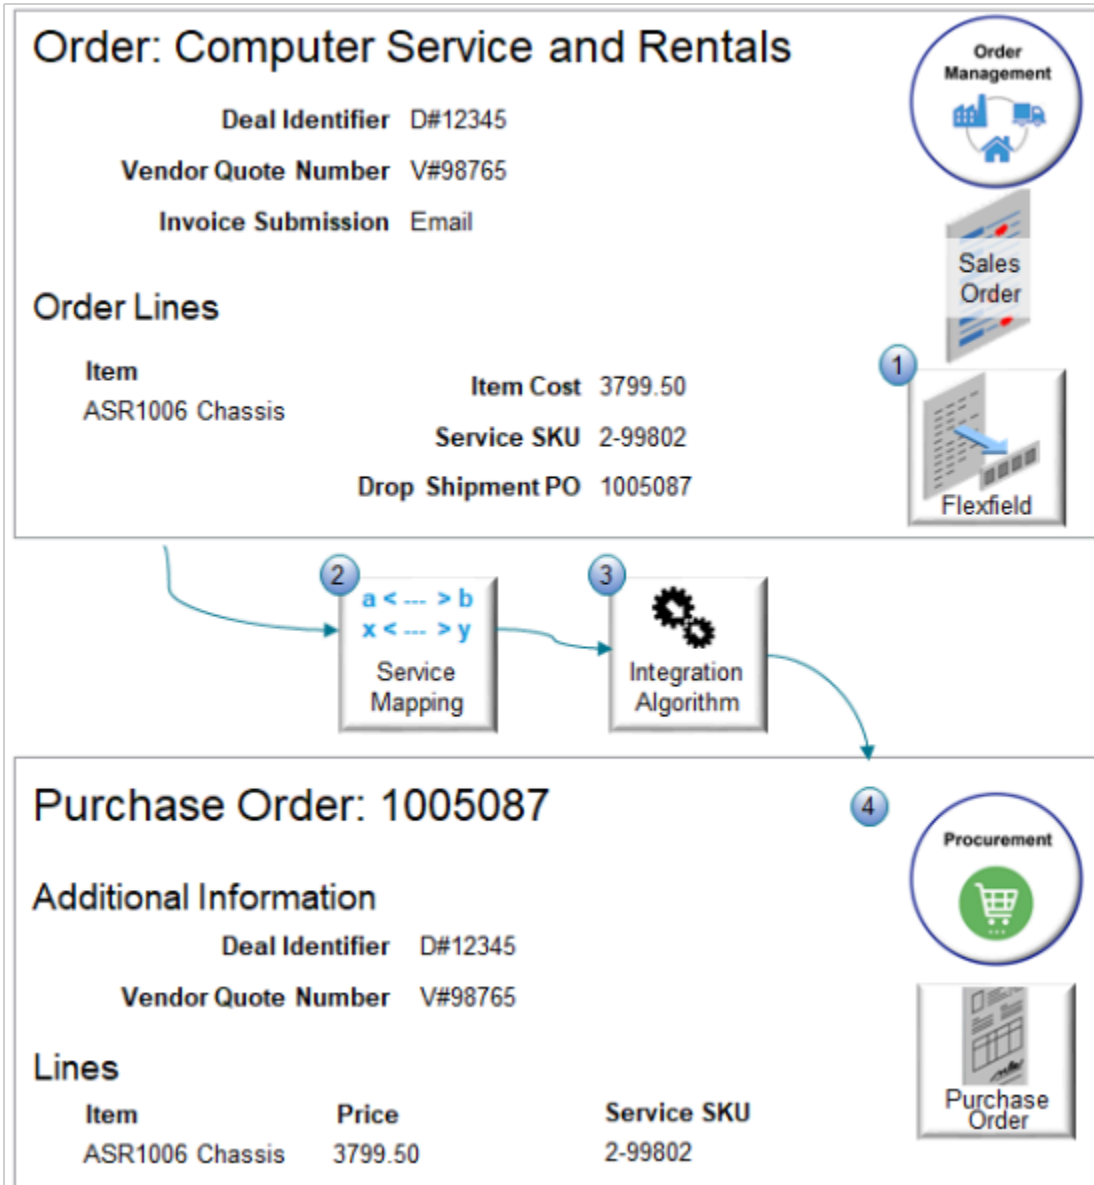 Order: Computer Service and Rentals
Order
Management
Deal Identifier D#12345
Vendor Quote Number V#98765
Invoice Submission Email
Sales
Order
Order Lines
1
Item
ASR1006 Chassis
Item Cost 3799.50
Service SKU 2-99802
Drop Shipment PO 1005087
Flexfield
2
a < --- > b
x < --- > y
Service
Mapping
3
Integration
Algorithm
Purchase Order: 1005087
4
Procurement
Additional Information
Deal Identifier D#12345
Vendor Quote Number V#98765
Lines
Item Price Service SKU
ASR1006 Chassis 3799.50 2-99802
Purchase
Order